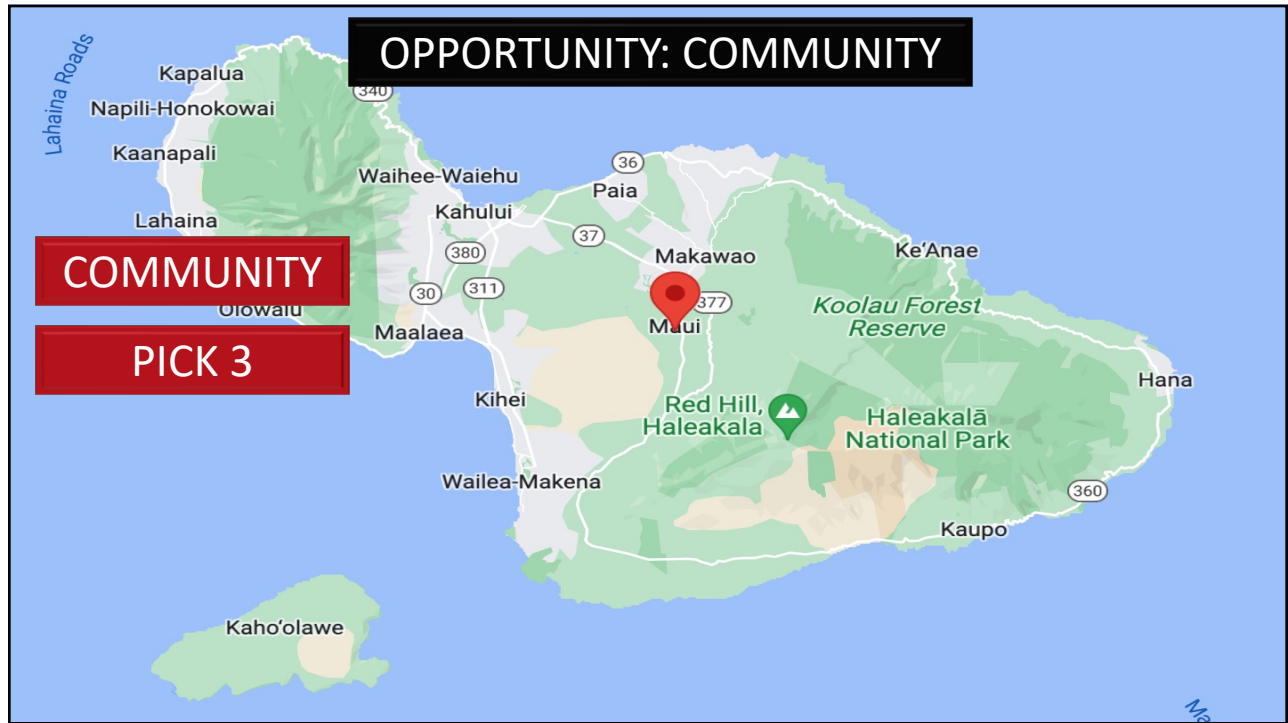 OPPORTUNITY: COMMUNITY
Lahaina Roads
Kapalua
340
Napili-Honokowai
Kaanapali
Waihee-Waiehu
36
Paia
Lahaina
Kahului
37
COMMUNITY
380
Makawao
Ke'Anae
30
311
377
Olowalu
Koolau Forest
Reserve
Maalaea
Maui
PICK 3
Kihei
Red Hill,
Haleakala
Haleakalā
National Park
Hana
Wailea-Makena
360
Kaupo
Kaho'olawe